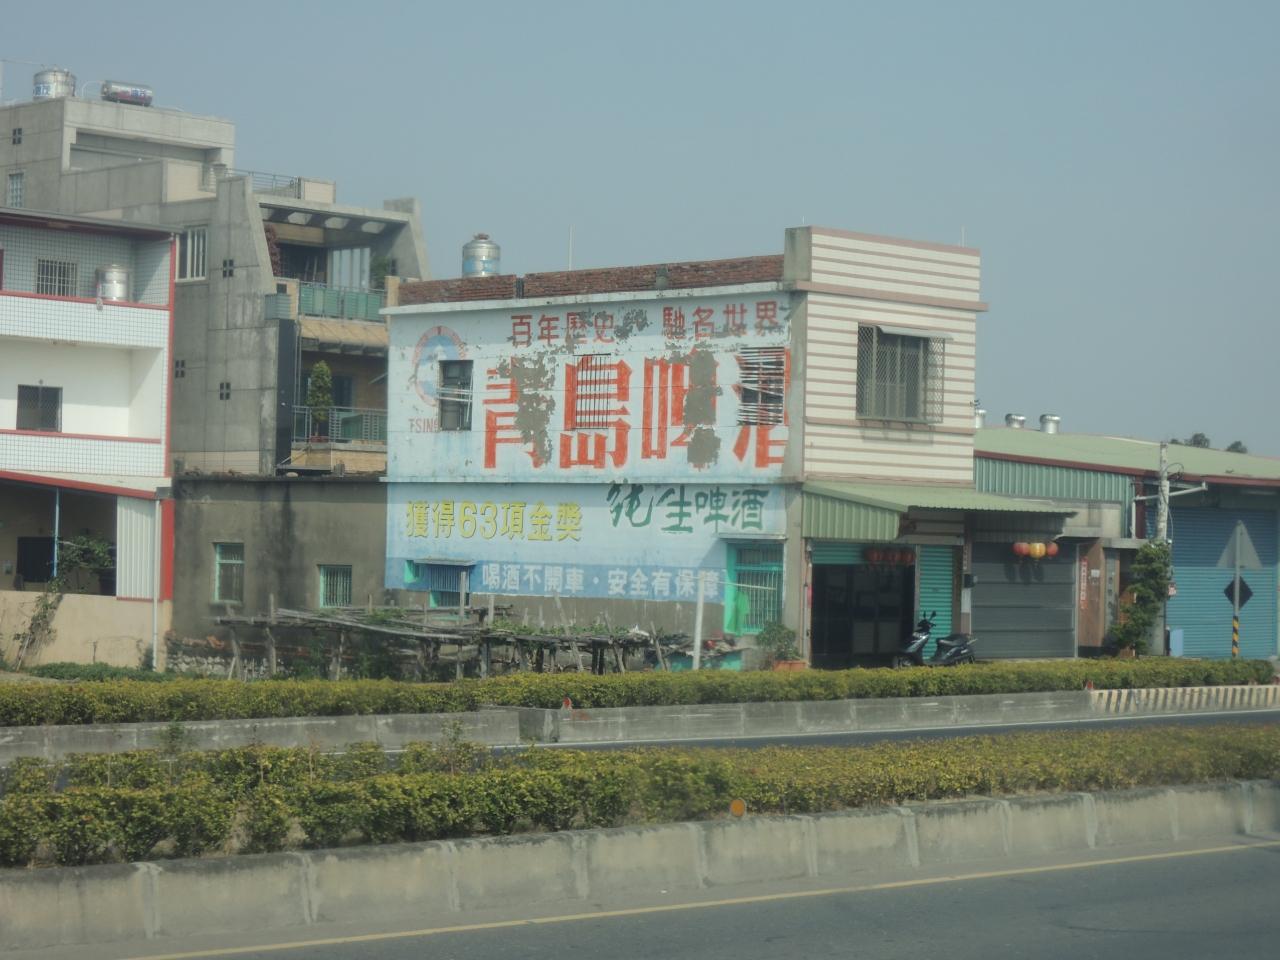 百年歷史 馳名世界
青島啤酒
TSING
獲得63項金獎
純生啤酒
喝酒不開車·安全有保障